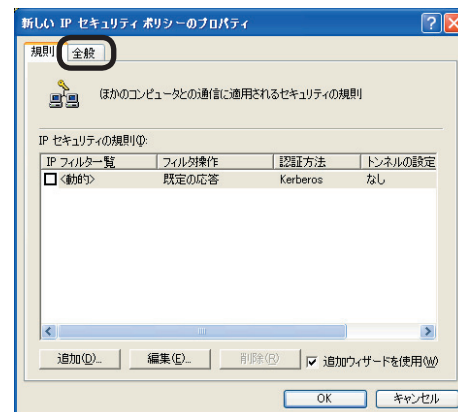 新しい IP セキュリティ ポリシーのプロパティ
規則 全般
ほかのコンピュータとの通信に適用されるセキュリティの規則
IP セキュリティの規則(I):
IP フィルター覧 フィルタ操作 認証方法 トンネルの設定
<動的> 既定の応答 Kerberos なし
追加(D)... 編集(E)... 削除(R) 追加ウィザードを使用(W)
OK キャンセル